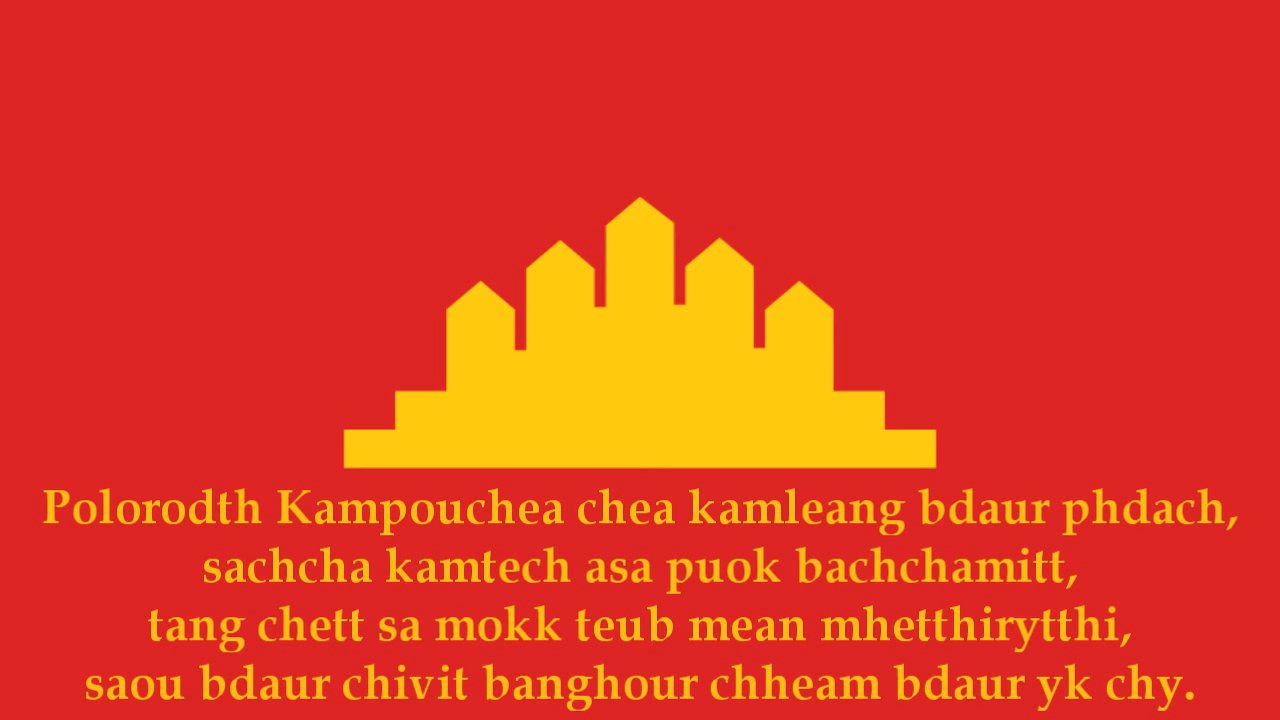 Polorodth Kampouchea chea kamleang bdaur phdach,
sachcha kamtech asa puok bachchamitt,
tang chett sa mokk teub mean mhetthirytthi,
saou bdaur chivit banghour chheam bdaur yk chy.